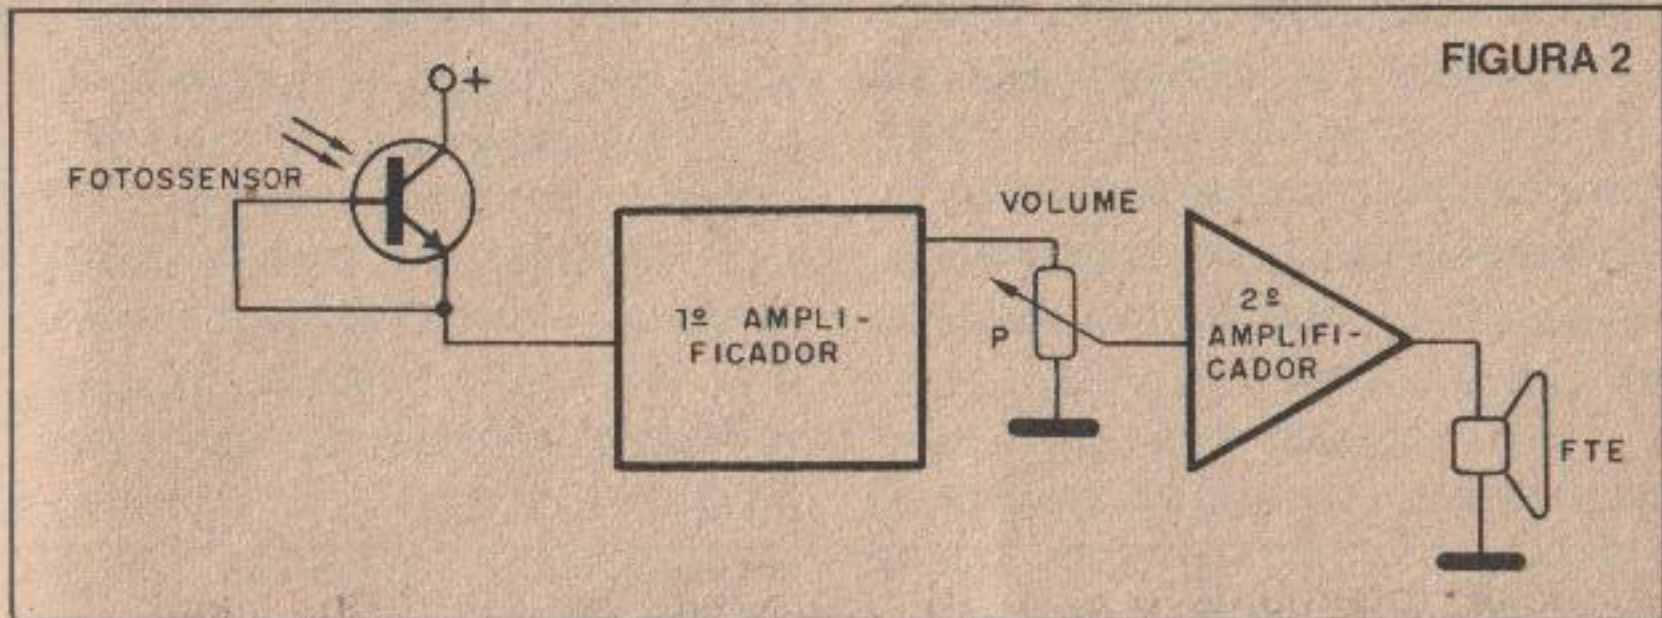 FIGURA 2
+
FOTOSSENSOR
1º AMPLI-
FICADOR
VOLUME
P
2º
AMPLIFI-
CADOR
FTE